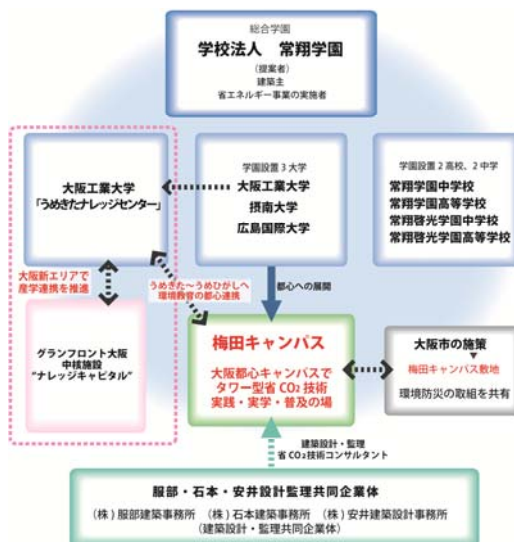 総合学園
学校法人　常翔学園
(提案者)
建築主
省エネルギー事業の実施者
大阪工業大学
「うめきたナレッジセンター」
学園設置3大学
大阪工業大学
摂南大学
広島国際大学
学園設置2高校、2中学
常翔学園中学校
常翔学園高等学校
常翔啓光学園中学校
常翔啓光学園高等学校
大阪新エリアで
産学連携を推進
うめきた～うめひがしへ
環境教育の都心連携
都心への展開
グランフロント大阪
中核施設
“ナレッジキャピタル”
梅田キャンパス
大阪都心キャンパスで
タワー型省CO₂技術
実践・実学・普及の場
大阪市の施策
梅田キャンパス敷地
環境防災の取組を共有
建築設計・監理
省CO₂技術コンサルタント
服部・石本・安井設計監理共同企業体
(株)服部建築事務所　(株)石本建築事務所　(株)安井建築設計事務所
(建築設計・監理共同企業体)